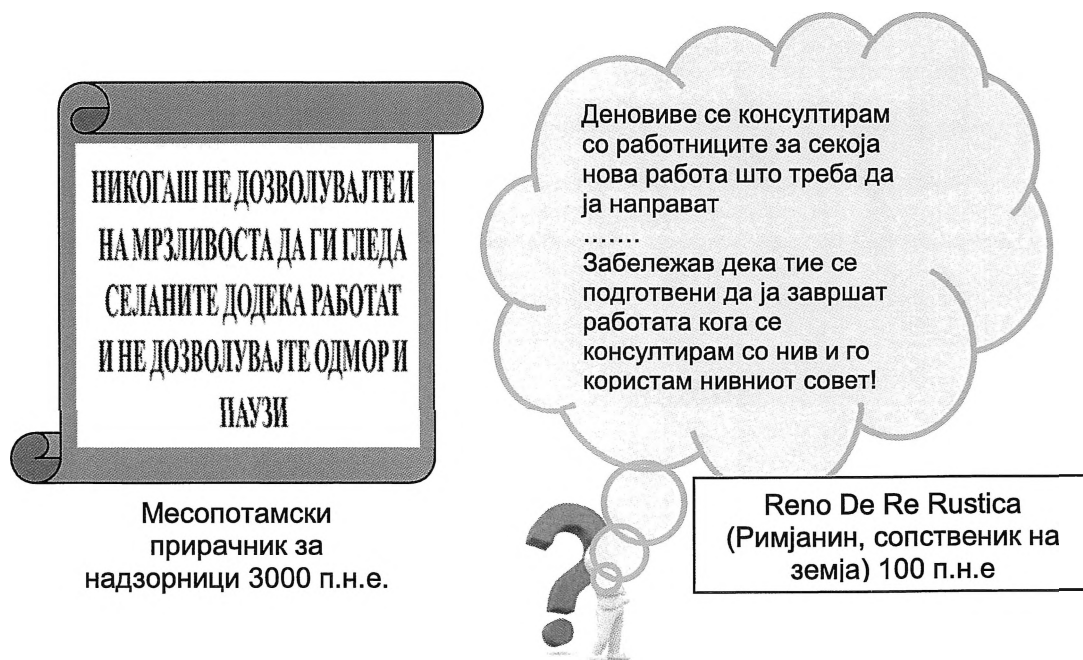 НИКОГАШ НЕ ДОЗВОЛУВАЈТЕ И
НА МРЗЛИВОСТА ДА ГИ ГЛЕДА
СЕЛАНИТЕ ДОДЕКА РАБОТАТ
И НЕ ДОЗВОЛУВАЈТЕ ОДМОР И
ПАУЗИ
Месопотамски
прирачник за
надзорници 3000 п.н.е.
Деновиве се консултирам
со работниците за секоја
нова работа што треба да
ја направат
.......
Забележав дека тие се
подготвени да ја завршат
работата кога се
консултирам со нив и го
користам нивниот совет!
Reno De Re Rustica
(Римјанин, сопственик на
земја) 100 п.н.е